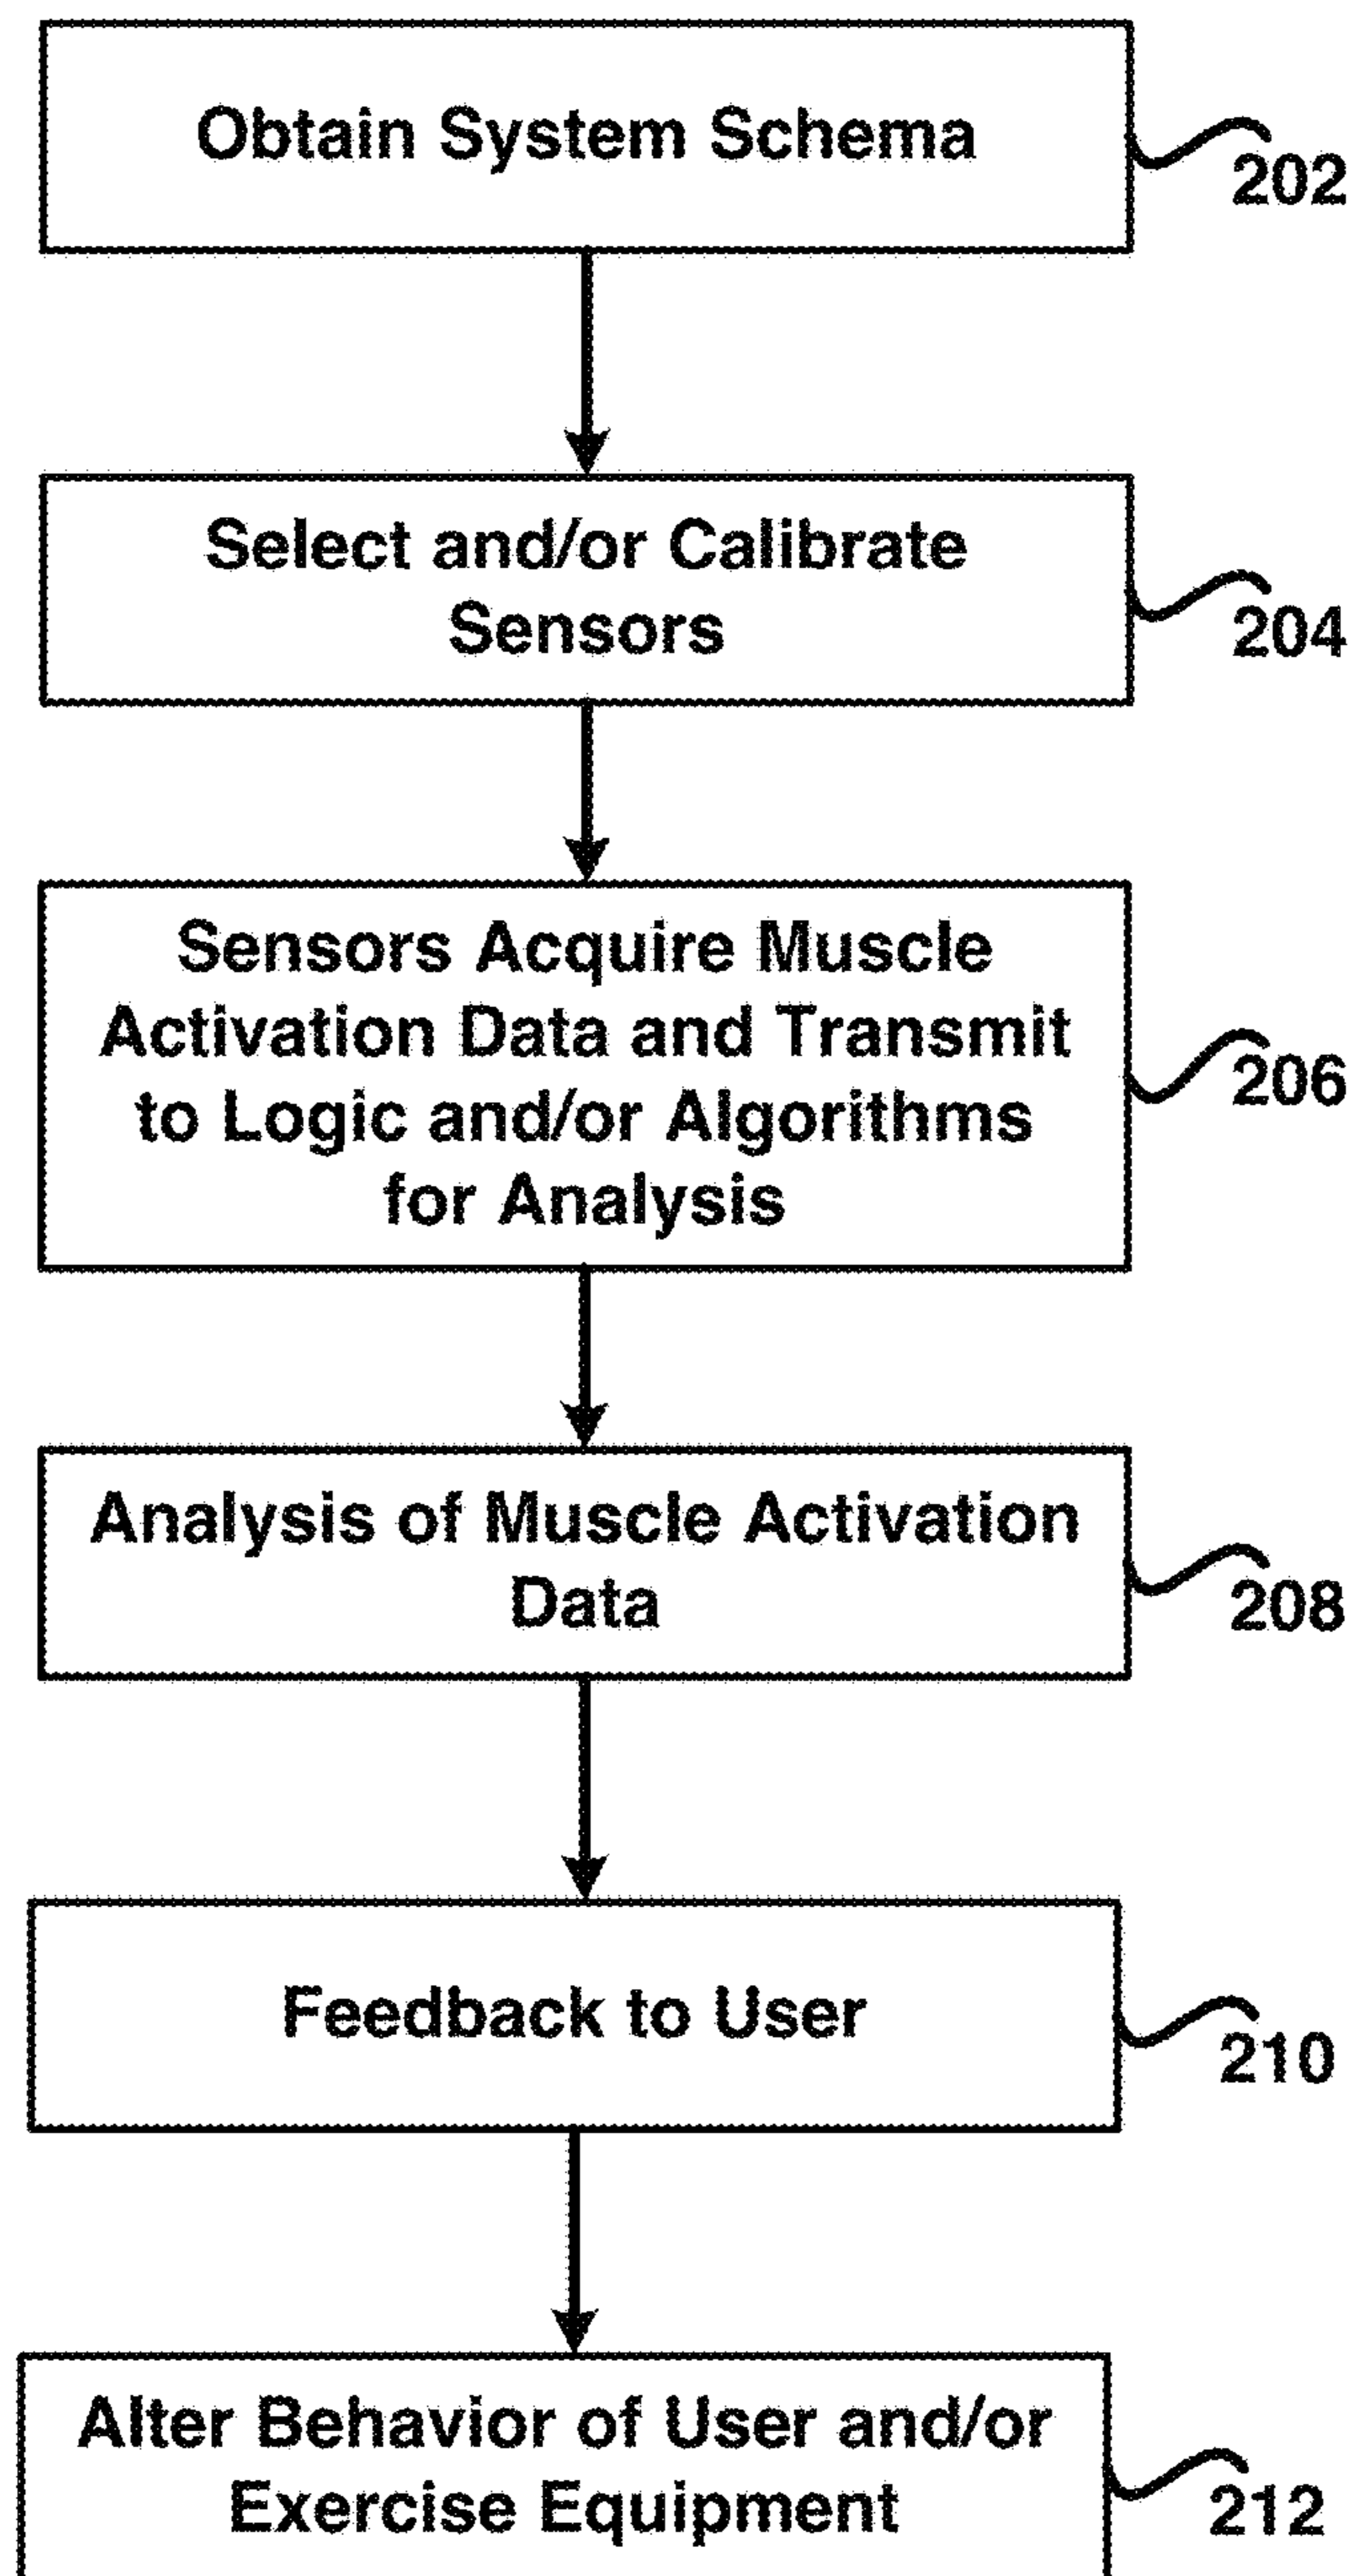 Obtain System Schema
202
Select and/or Calibrate
Sensors
204
Sensors Acquire Muscle
Activation Data and Transmit
to Logic and/or Algorithms
for Analysis
206
Analysis of Muscle Activation
Data
208
Feedback to User
210
Alter Behavior of User and/or
Exercise Equipment
212